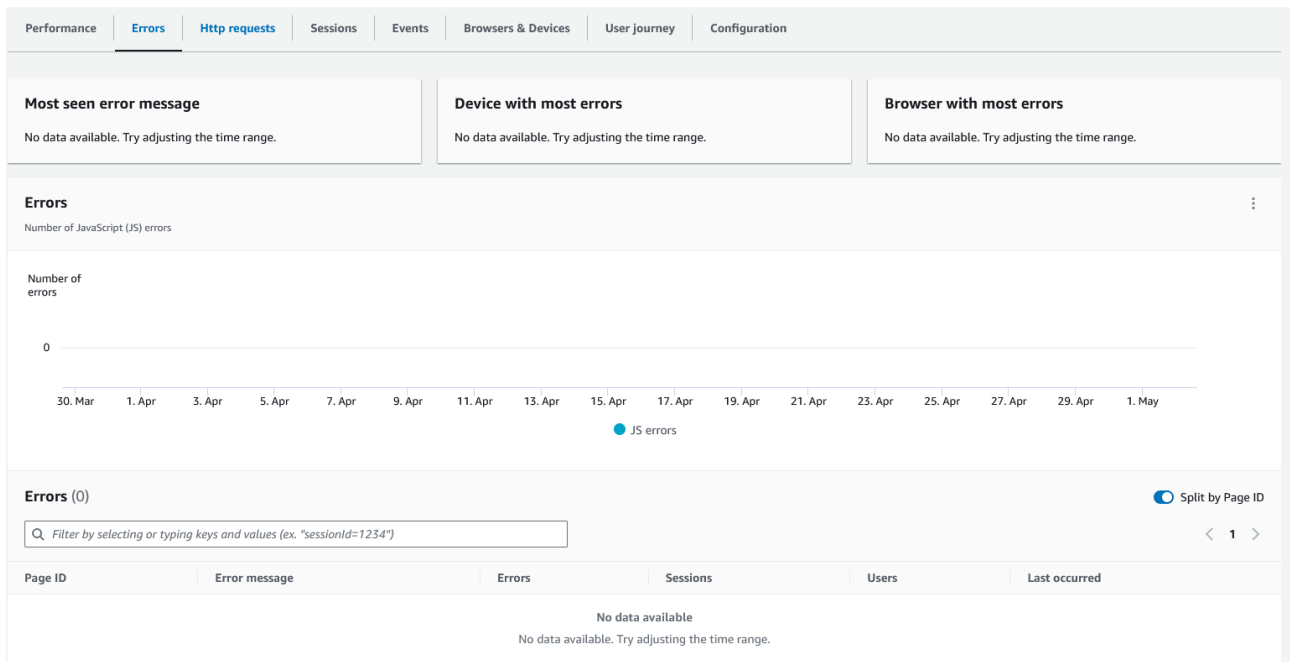 Performance Errors Http requests Sessions Events Browsers & Devices User journey Configuration
Most seen error message
No data available. Try adjusting the time range.
Device with most errors
No data available. Try adjusting the time range.
Browser with most errors
No data available. Try adjusting the time range.
Errors
Number of JavaScript (JS) errors
Number of
errors
0
30. Mar 1. Apr 3. Apr 5. Apr 7. Apr 9. Apr 11. Apr 13. Apr 15. Apr 17. Apr 19. Apr 21. Apr 23. Apr 25. Apr 27. Apr 29. Apr 1. May
JS errors
Errors (0)
Split by Page ID
Filter by selecting or typing keys and values (ex. "sessionId=1234")
1
Page ID Error message Errors Sessions Users Last occurred
No data available
No data available. Try adjusting the time range.